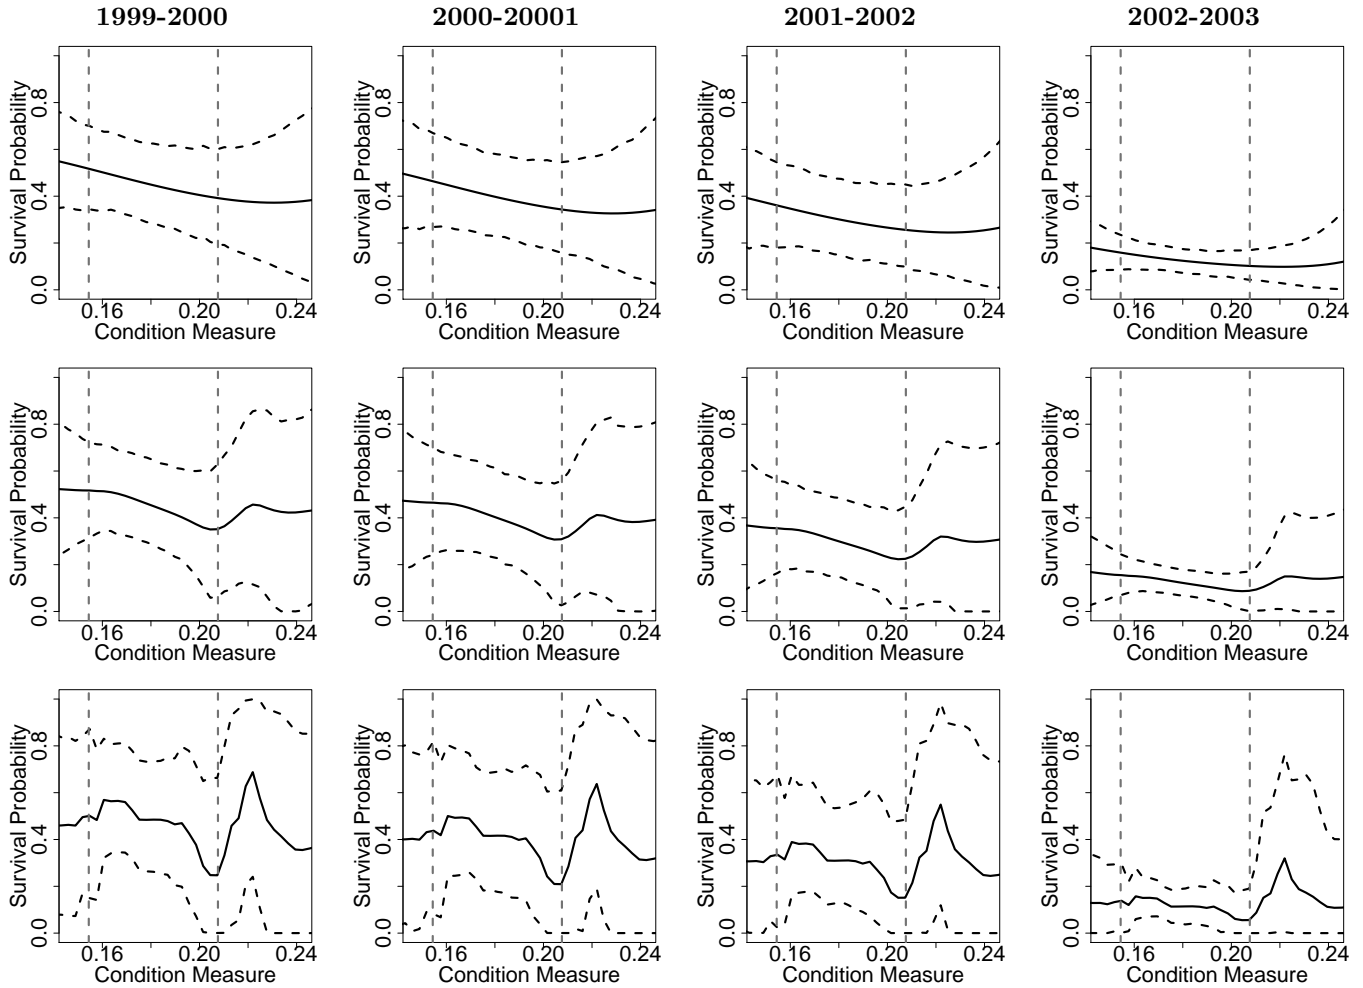 1999-2000 2000-20001 2001-2002 2002-2003
Survival Probability Survival Probability Survival Probability Survival Probability
0.8 0.8 0.8 0.8
0.4 0.4 0.4 0.4
0.0 0.0 0.0 0.0
0.16 0.20 0.24 0.16 0.20 0.24 0.16 0.20 0.24 0.16 0.20 0.24
Condition Measure Condition Measure Condition Measure Condition Measure
Survival Probability Survival Probability Survival Probability Survival Probability
0.8 0.8 0.8 0.8
0.4 0.4 0.4 0.4
0.0 0.0 0.0 0.0
0.16 0.20 0.24 0.16 0.20 0.24 0.16 0.20 0.24 0.16 0.20 0.24
Condition Measure Condition Measure Condition Measure Condition Measure
Survival Probability Survival Probability Survival Probability Survival Probability
0.8 0.8 0.8 0.8
0.4 0.4 0.4 0.4
0.0 0.0 0.0 0.0
0.16 0.20 0.24 0.16 0.20 0.24 0.16 0.20 0.24 0.16 0.20 0.24
Condition Measure Condition Measure Condition Measure Condition Measure